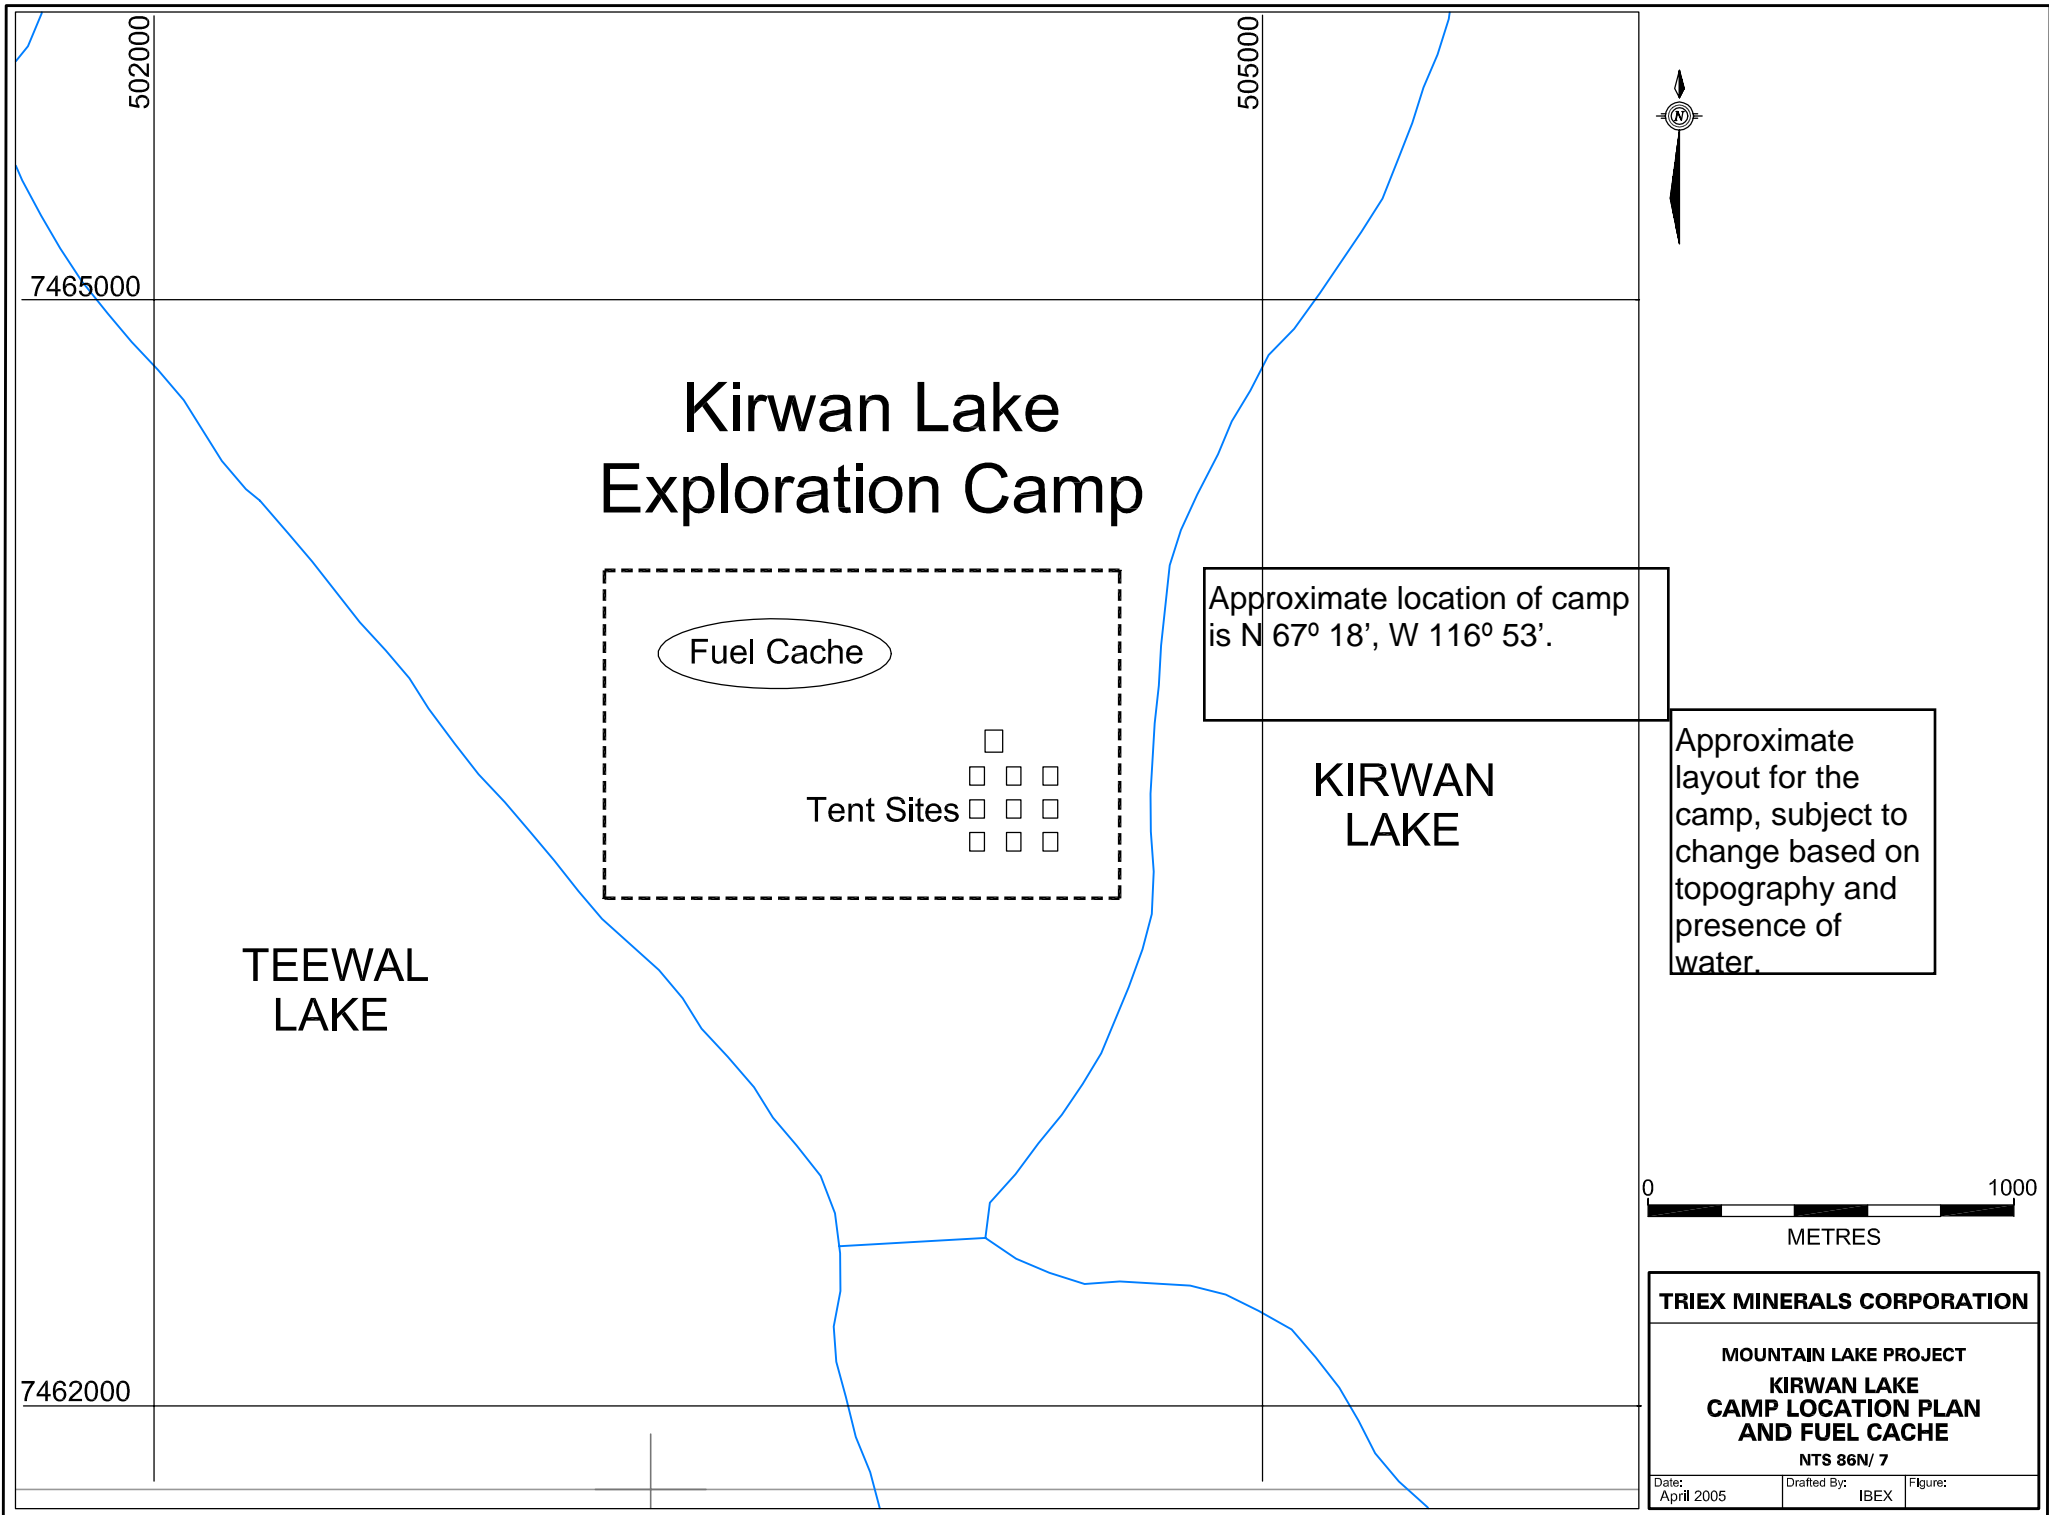 502000
505000
N
7465000
Kirwan Lake
Exploration Camp
Fuel Cache
Tent Sites
Approximate location of camp
is N 67º 18’, W 116º 53’.
KIRWAN
LAKE
Approximate
layout for the
camp, subject to
change based on
topography and
presence of
water.
TEEWAL
LAKE
0 1000
METRES
7462000
TRIEX MINERALS CORPORATION
MOUNTAIN LAKE PROJECT
KIRWAN LAKE
CAMP LOCATION PLAN
AND FUEL CACHE
NTS 86N/ 7
Date: April 2005
Drafted By: IBEX
Figure: